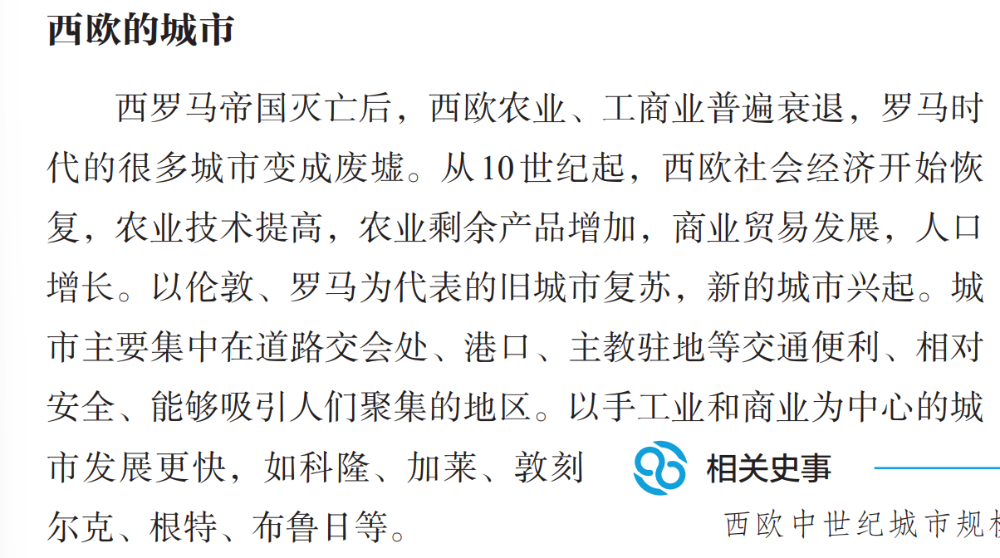 西欧的城市
西罗马帝国灭亡后，西欧农业、工商业普遍衰退，罗马时
代的很多城市变成废墟。从10世纪起，西欧社会经济开始恢
复，农业技术提高，农业剩余产品增加，商业贸易发展，人口
增长。以伦敦、罗马为代表的旧城市复苏，新的城市兴起。城
市主要集中在道路交会处、港口、主教驻地等交通便利、相对
安全、能够吸引人们聚集的地区。以手工业和商业为中心的城
市发展更快，如科隆、加莱、敦刻
尔克、根特、布鲁日等。
相关史事
西欧中世纪城市规